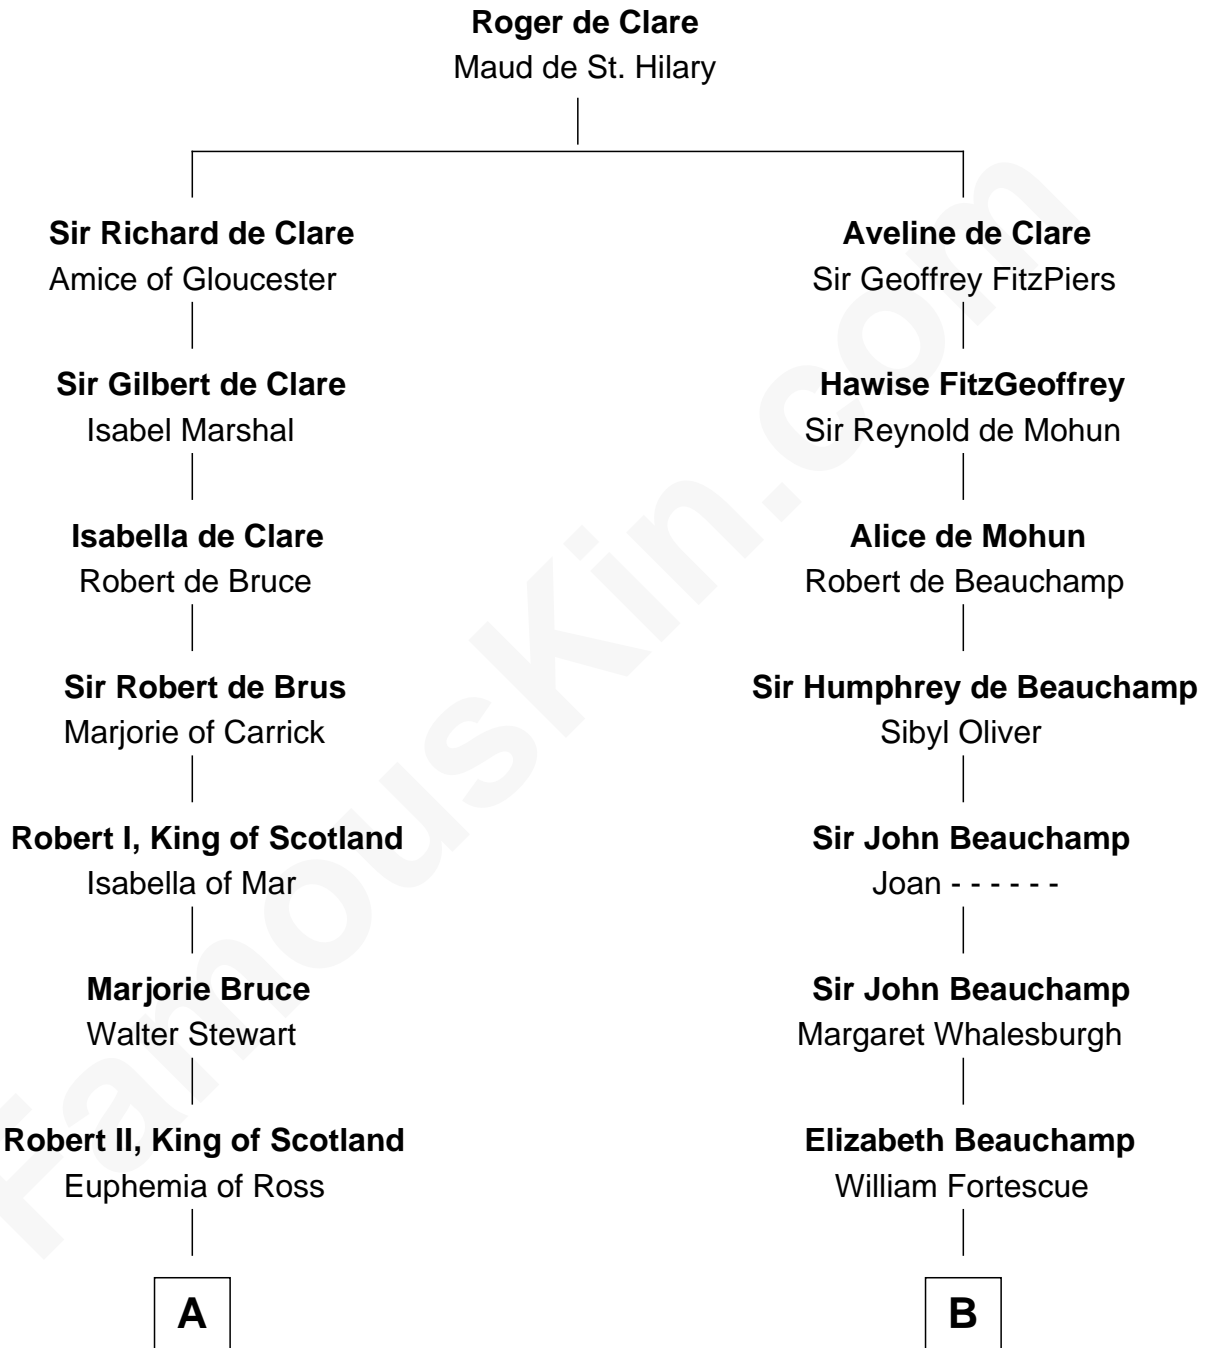 Roger de Clare
Maud de St. Hilary
Sir Richard de Clare
Amice of Gloucester
Sir Gilbert de Clare
Isabel Marshal
Isabella de Clare
Robert de Bruce
Sir Robert de Brus
Marjorie of Carrick
Robert I, King of Scotland
Isabella of Mar
Marjorie Bruce
Walter Stewart
Robert II, King of Scotland
Euphemia of Ross
A
Aveline de Clare
Sir Geoffrey FitzPiers
Hawise FitzGeoffrey
Sir Reynold de Mohun
Alice de Mohun
Robert de Beauchamp
Sir Humphrey de Beauchamp
Sibyl Oliver
Sir John Beauchamp
Joan - - - - - -
Sir John Beauchamp
Margaret Whalesburgh
Elizabeth Beauchamp
William Fortescue
B
FamousKin.com